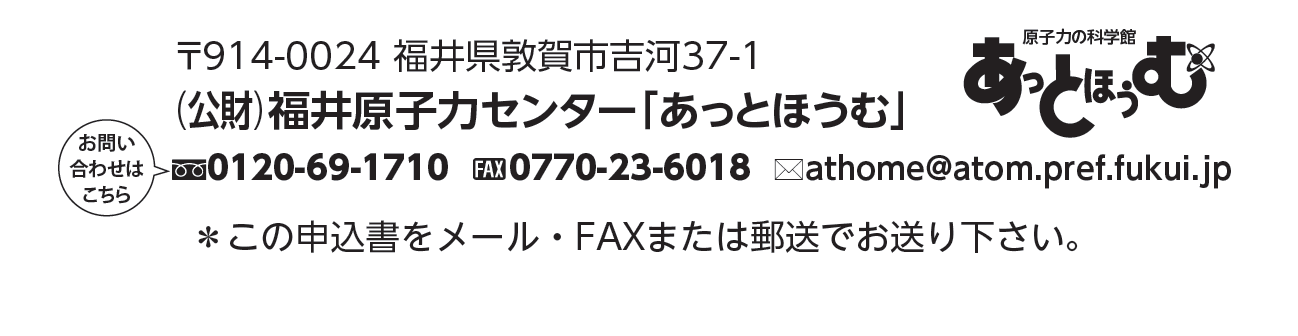 〒914-0024 福井県敦賀市吉河37-1
原子力の科学館
あっとほうむ
(公財)福井原子力センター「あっとほうむ」
お問い
合わせは
こちら
0120-69-1710 FAX0770-23-6018 athome@atom.pref.fukui.jp
＊この申込書をメール・FAXまたは郵送でお送り下さい。